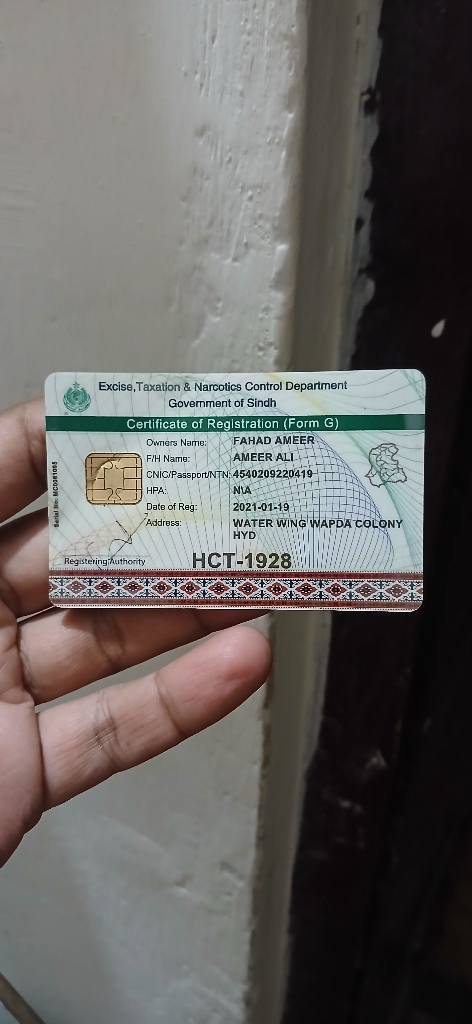 Excise,Taxation & Narcotics Control Department
Government of Sindh
Certificate of Registration (Form G)
Owners Name: FAHAD AMEER
F/H Name: AMEER ALI
CNIC/Passport/NTN: 4540209220419
HPA: N\A
Date of Reg: 2021-01-19
Address: WATER WING WAPDA COLONY
HYD
Registering Authority
HCT-1928
Serial No: